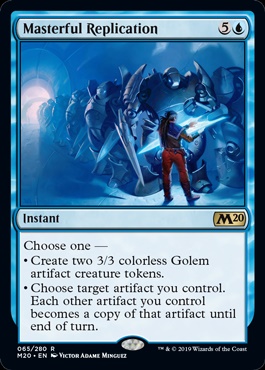 Masterful Replication 5
Instant M20
Choose one —
• Create two 3/3 colorless Golem
artifact creature tokens.
• Choose target artifact you control.
Each other artifact you control
becomes a copy of that artifact until
end of turn.
065/280 R
M20 • EN Victor Adame Minguez ™ & © 2019 Wizards of the Coast